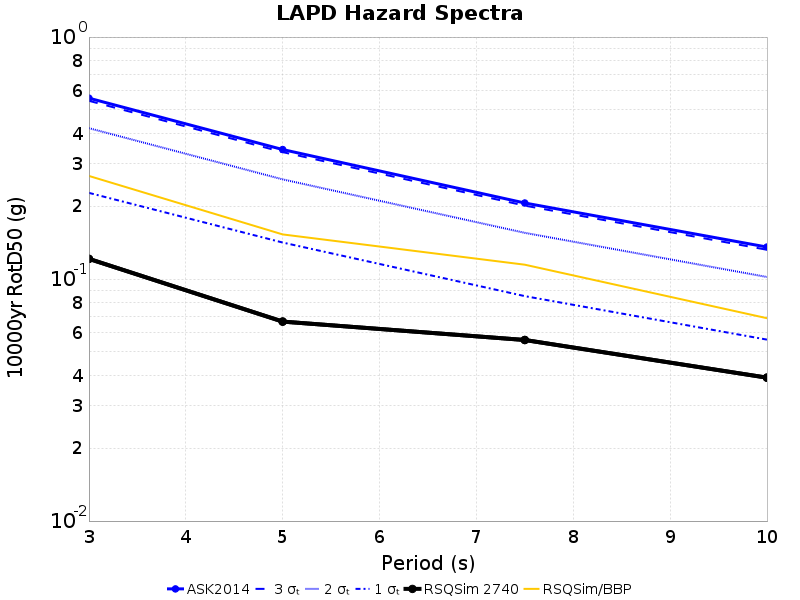 LAPD Hazard Spectra
10000yr RotD50 (g)
10⁰
8
6
4
3
2
10⁻¹
8
6
4
3
2
10⁻²
3 4 5 6 7 8 9 10
Period (s)
ASK2014 3 σₜ 2 σₜ 1 σₜ RSQSim 2740 RSQSim/BBP